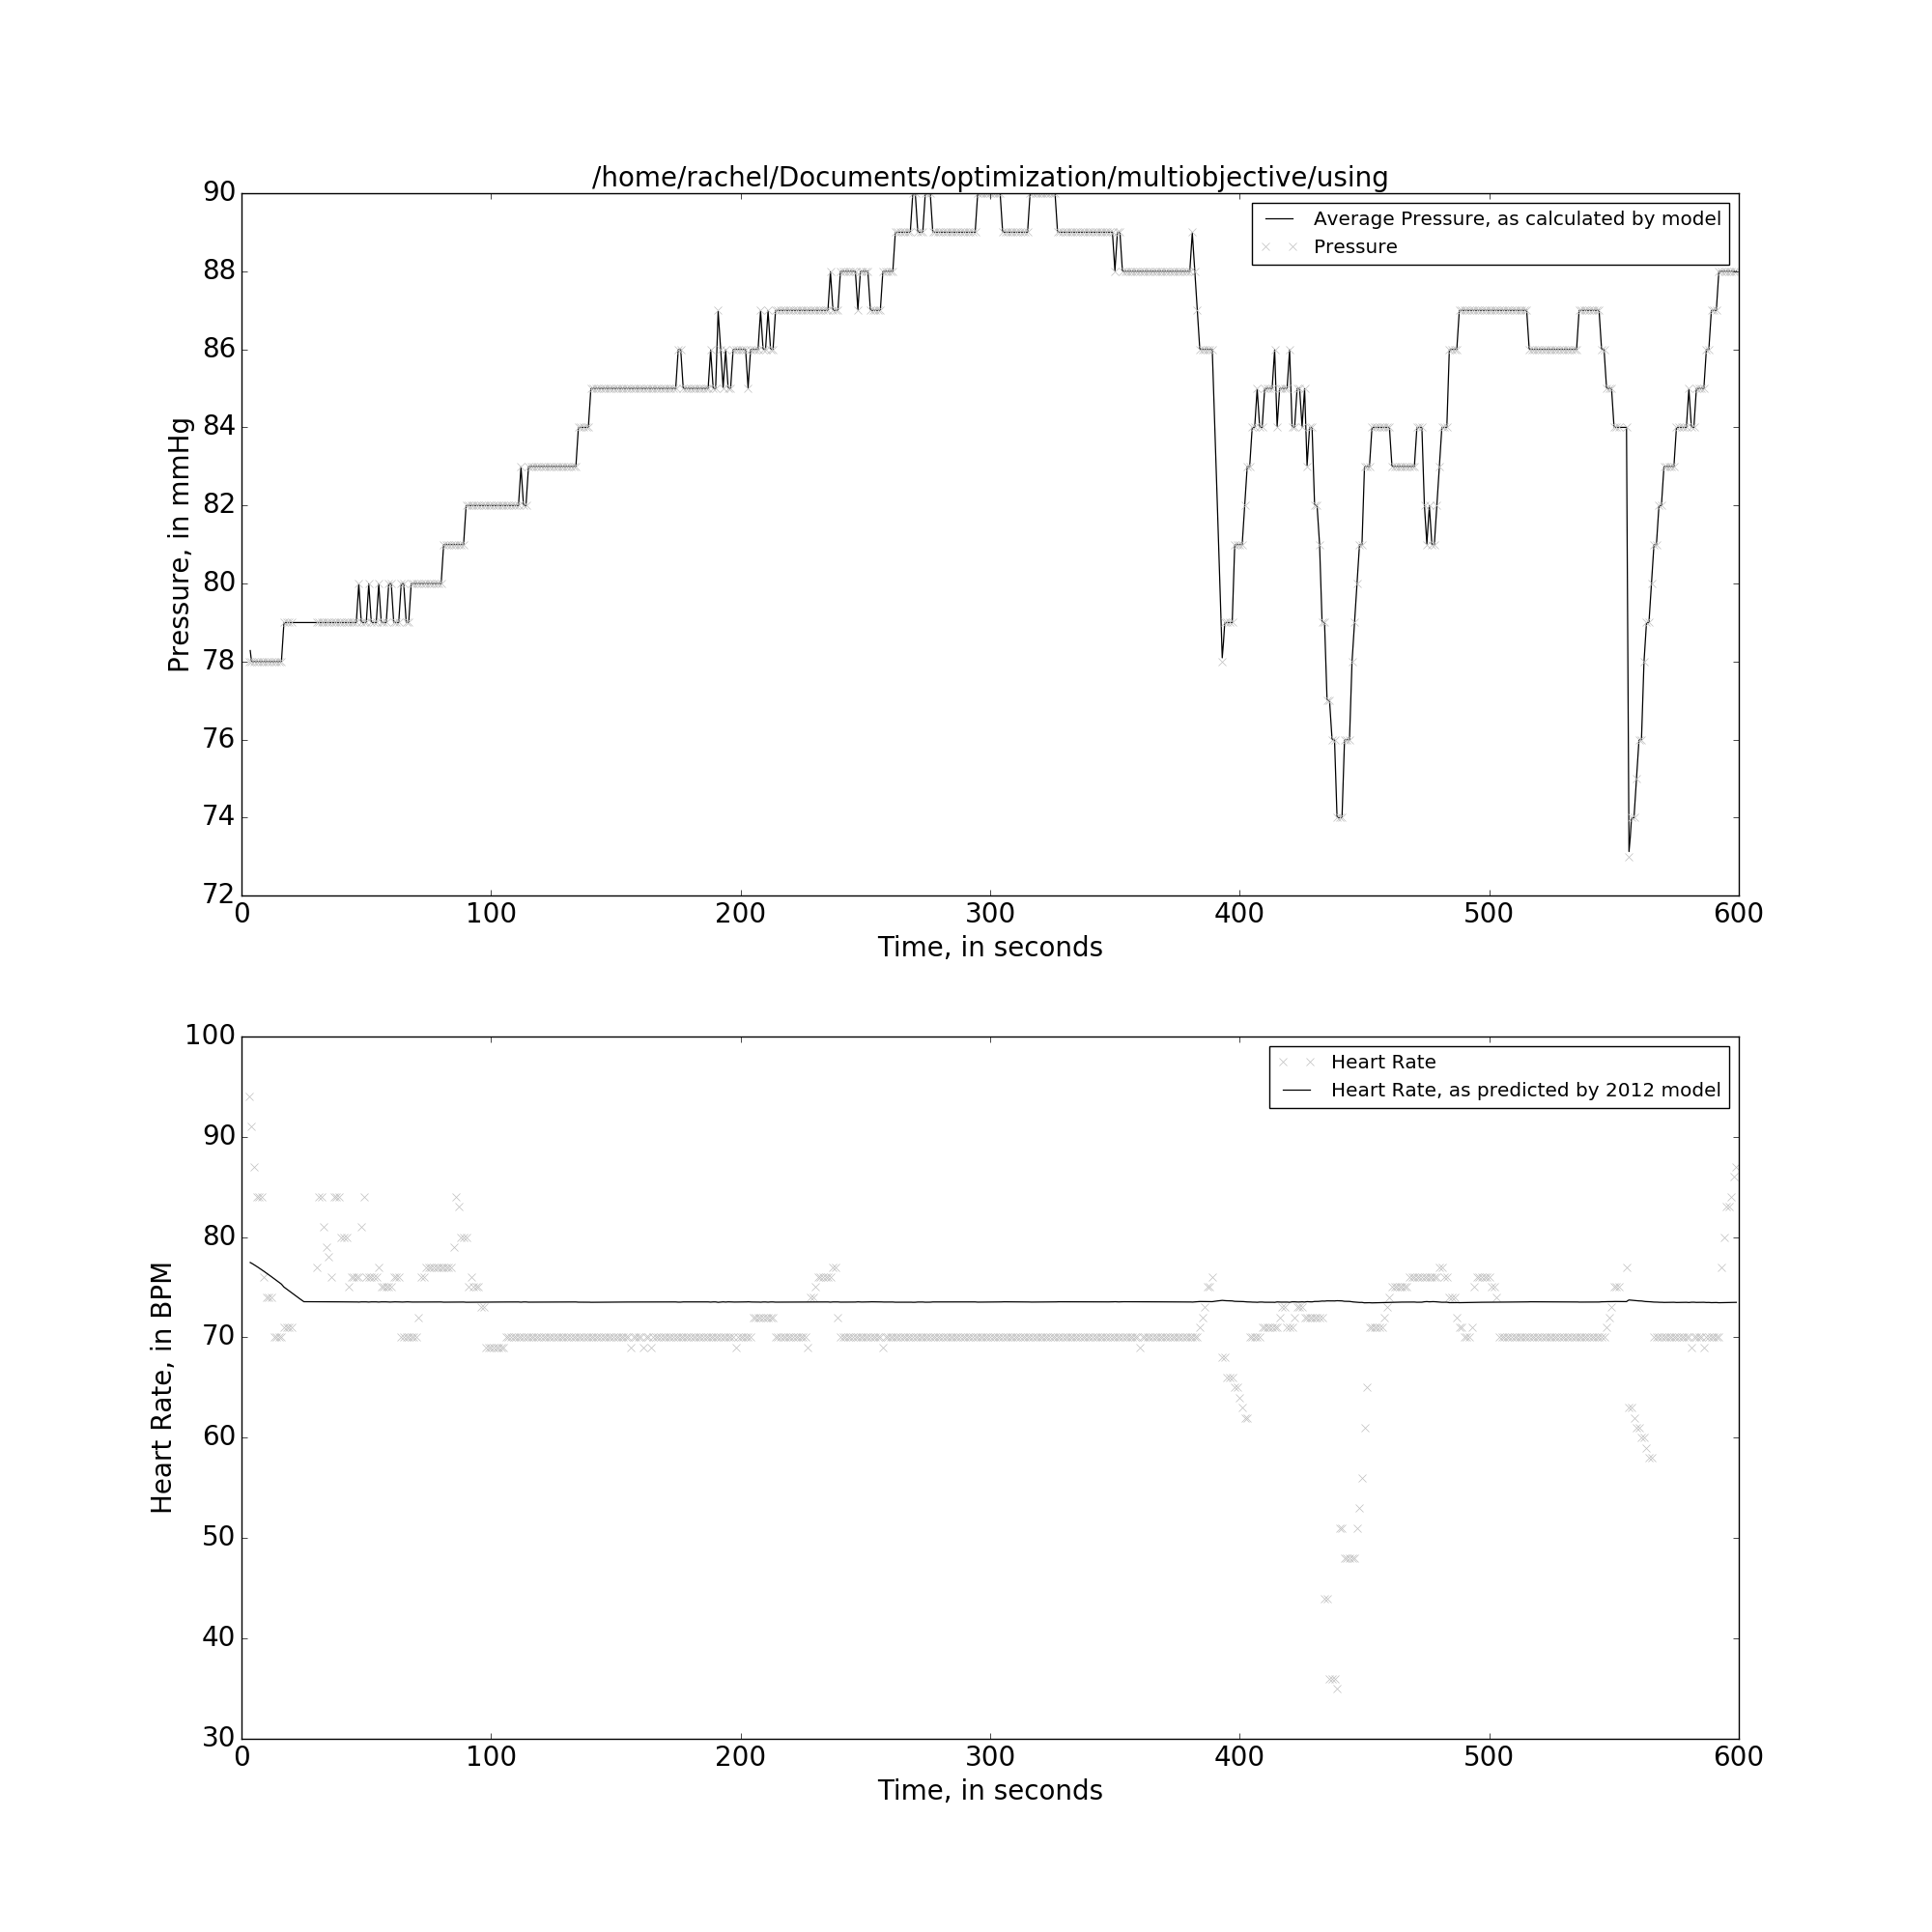 /home/rachel/Documents/optimization/multiobjective/using
90
88
86
84
82
80
78
76
74
72
Pressure, in mmHg
Average Pressure, as calculated by model
Pressure
0 100 200 300 400 500 600
Time, in seconds
100
90
80
70
60
50
40
30
Heart Rate, in BPM
Heart Rate
Heart Rate, as predicted by 2012 model
0 100 200 300 400 500 600
Time, in seconds